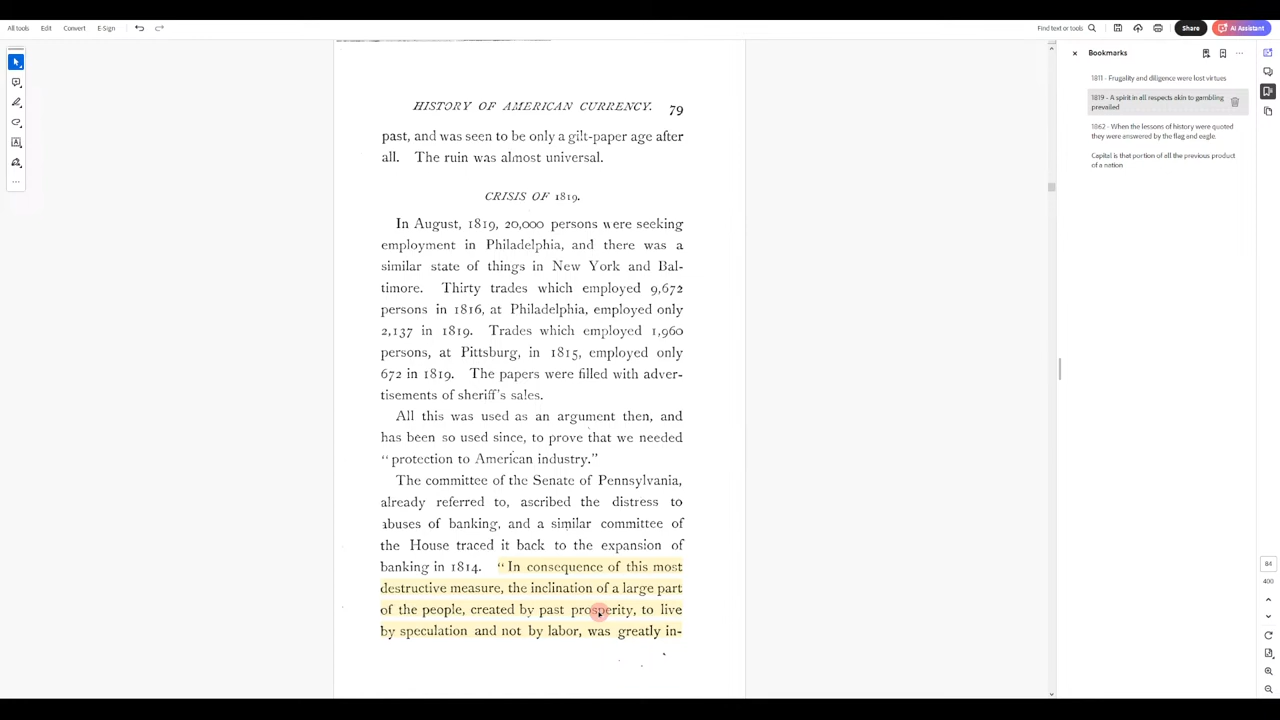 All tools Edit Convert E-Sign Find text or tools Share AI Assistant
HISTORY OF AMERICAN CURRENCY. 79
past, and was seen to be only a gilt-paper age after
all. The ruin was almost universal.
CRISIS OF 1819.
In August, 1819, 20,000 persons were seeking
employment in Philadelphia, and there was a
similar state of things in New York and Bal-
timore. Thirty trades which employed 9,672
persons in 1816, at Philadelphia, employed only
2,137 in 1819. Trades which employed 1,960
persons, at Pittsburg, in 1815, employed only
672 in 1819. The papers were filled with adver-
tisements of sheriff's sales.
All this was used as an argument then, and
has been so used since, to prove that we needed
"protection to American industry."
The committee of the Senate of Pennsylvania,
already referred to, ascribed the distress to
abuses of banking, and a similar committee of
the House traced it back to the expansion of
banking in 1814. "In consequence of this most
destructive measure, the inclination of a large part
of the people, created by past prosperity, to live
by speculation and not by labor, was greatly in-
Bookmarks
1811 - Frugality and diligence were lost virtues
1819 - A spirit in all respects akin to gambling
prevailed
1862 - When the lessons of history were quoted
they were answered by the flag and eagle.
Capital is that portion of all the previous product
of a nation
84
400